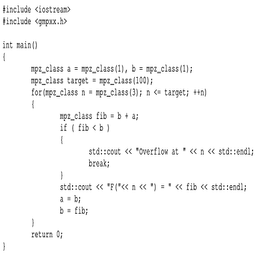 #include <iostream>
#include <gmpxx.h>
int main()
{
mpz_class a = mpz_class(1), b = mpz_class(1);
mpz_class target = mpz_class(100);
for(mpz_class n = mpz_class(3); n <= target; ++n)
{
mpz_class fib = b + a;
if ( fib < b )
{
std::cout << "Overflow at " << n << std::endl;
break;
}
std::cout << "F("<< n << ") = " << fib << std::endl;
a = b;
b = fib;
}
return 0;
}